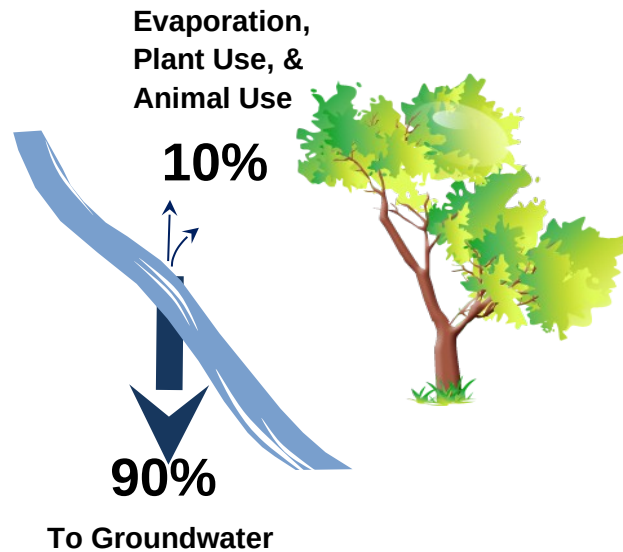 Evaporation,
Plant Use, &
Animal Use
10%
90%
To Groundwater